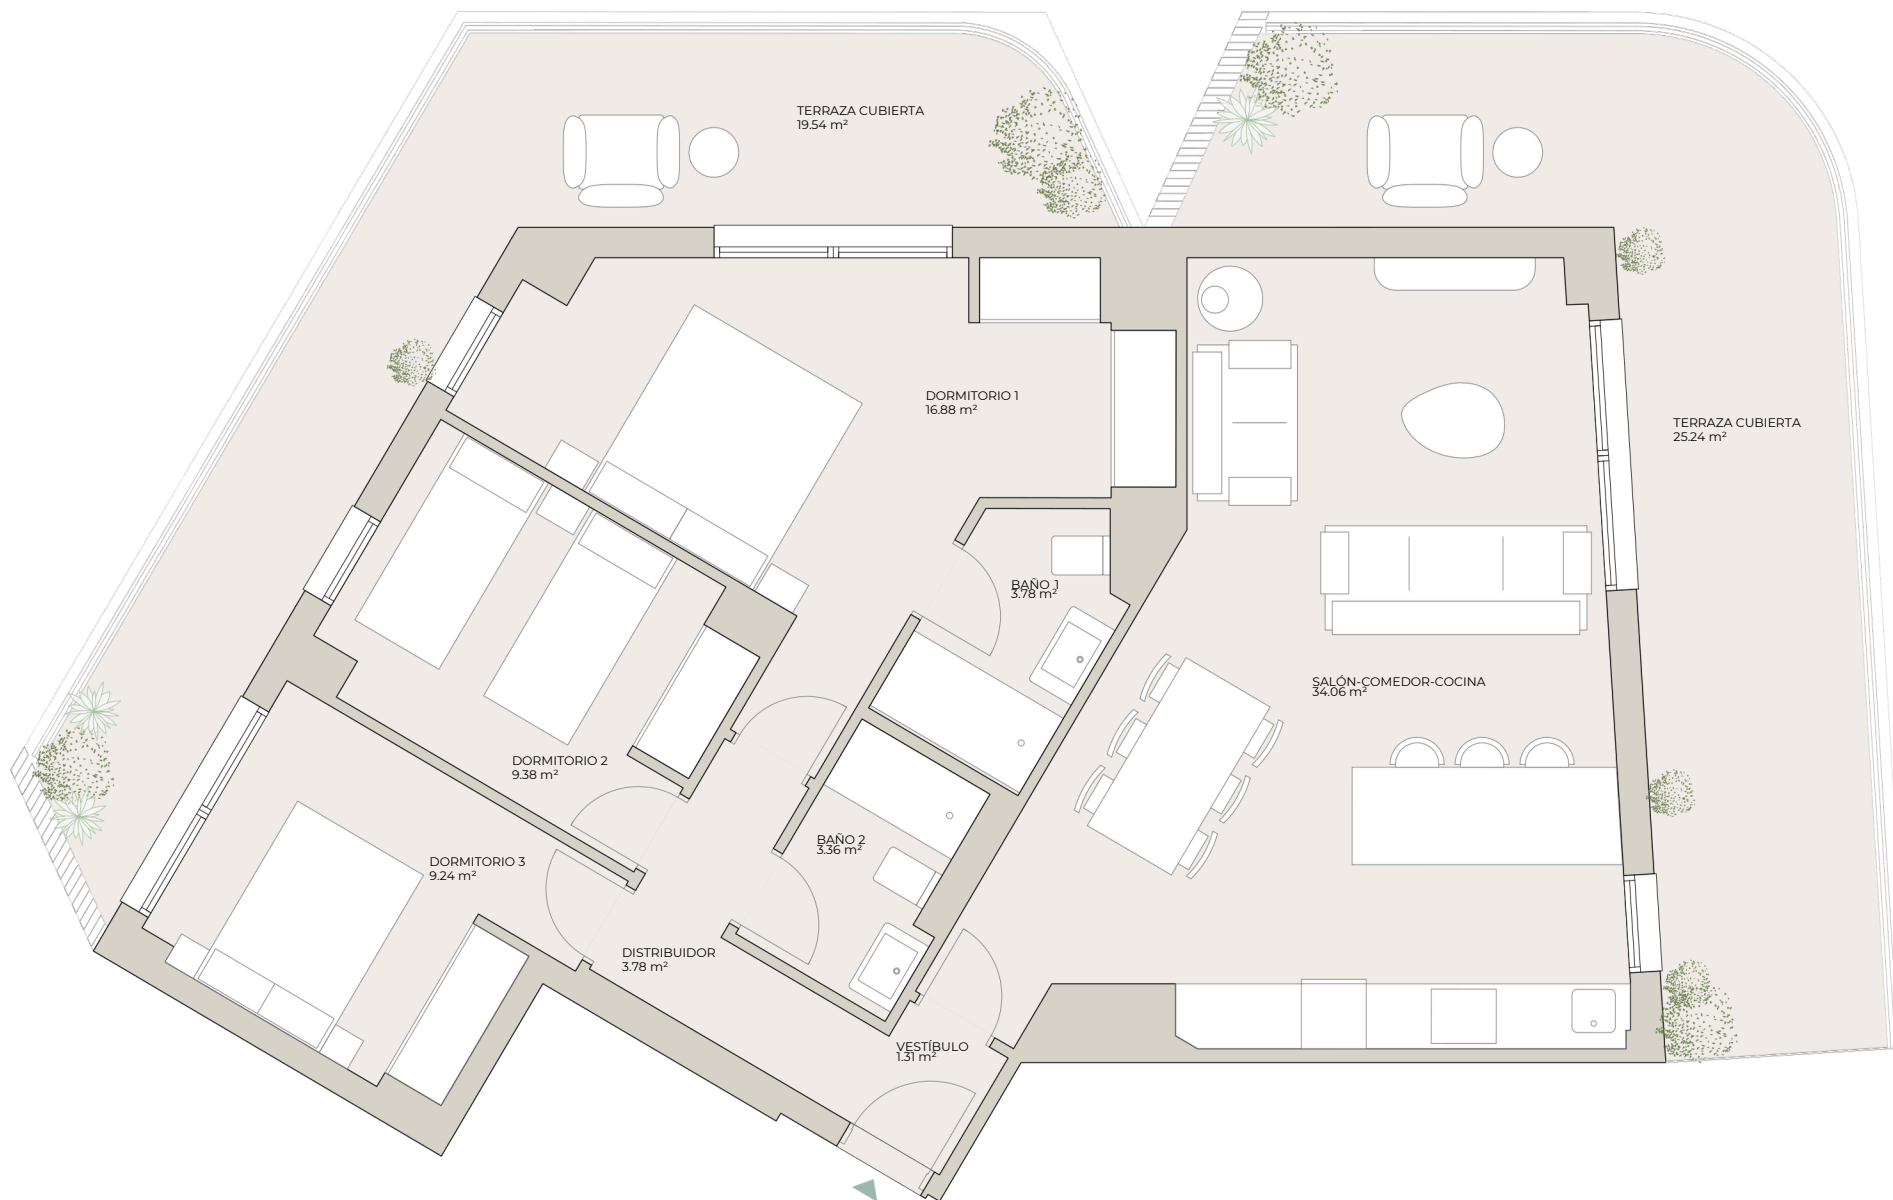 TERRAZA CUBIERTA
19.54 m²
DORMITORIO 1
16.88 m²
TERRAZA CUBIERTA
25.24 m²
BAÑO 1
3.78 m²
SALÓN-COMEDOR-COCINA
34.06 m²
DORMITORIO 2
9.38 m²
BAÑO 2
3.36 m²
DORMITORIO 3
9.24 m²
DISTRIBUIDOR
3.78 m²
VESTÍBULO
1.31 m²